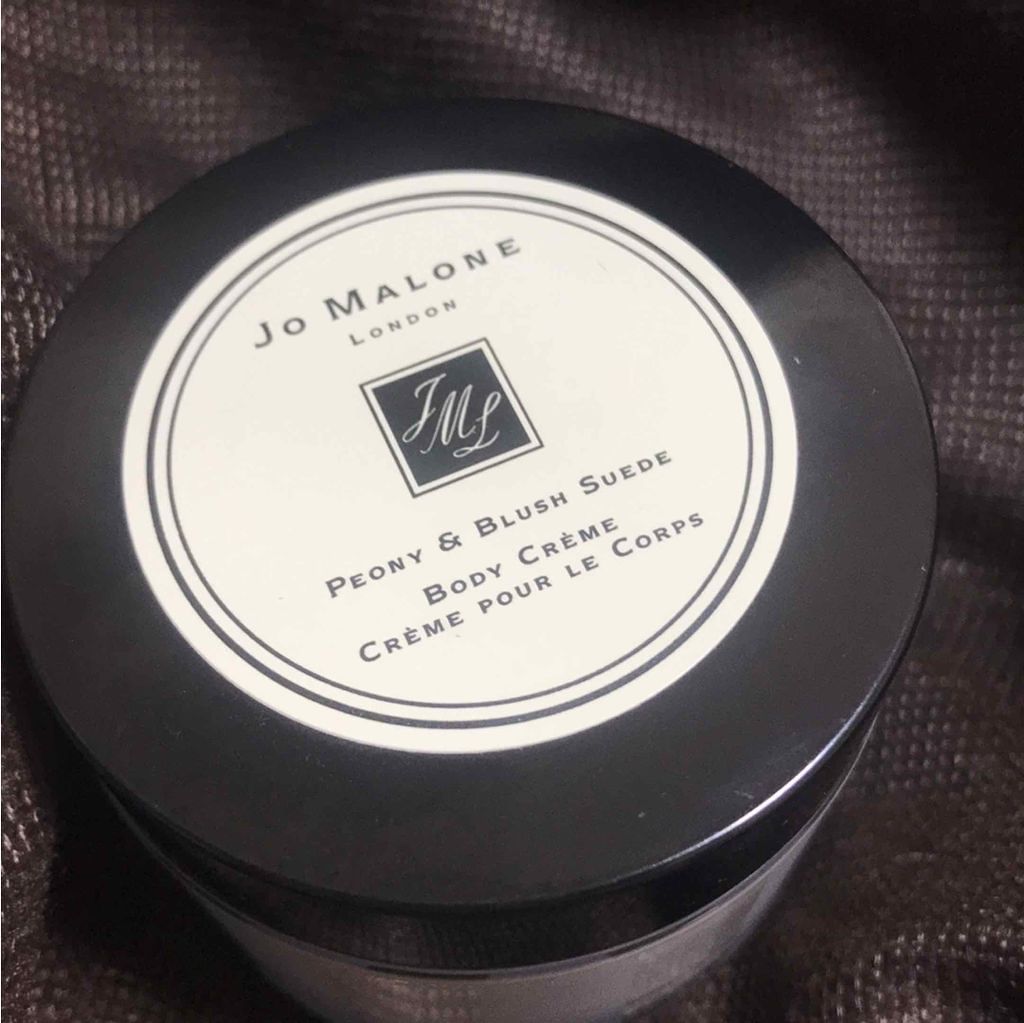 Jo Malone
London
JML
Peony & Blush Suede
Body Crème
Crème pour le Corps